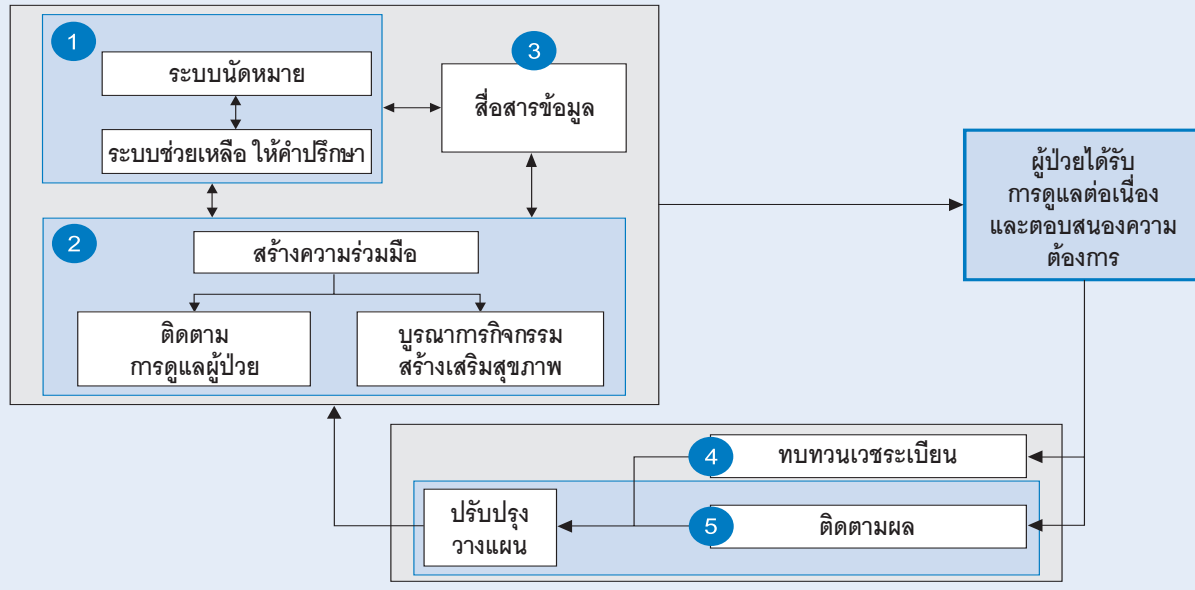 1
ระบบนัดหมาย
ระบบช่วยเหลือ ให้คำปรึกษา
3
สื่อสารข้อมูล
2
สร้างความร่วมมือ
ติดตาม
การดูแลผู้ป่วย
บูรณาการกิจกรรม
สร้างเสริมสุขภาพ
ผู้ป่วยได้รับ
การดูแลต่อเนื่อง
และตอบสนองความ
ต้องการ
4
ทบทวนเวชระเบียน
5
ติดตามผล
ปรับปรุง
วางแผน